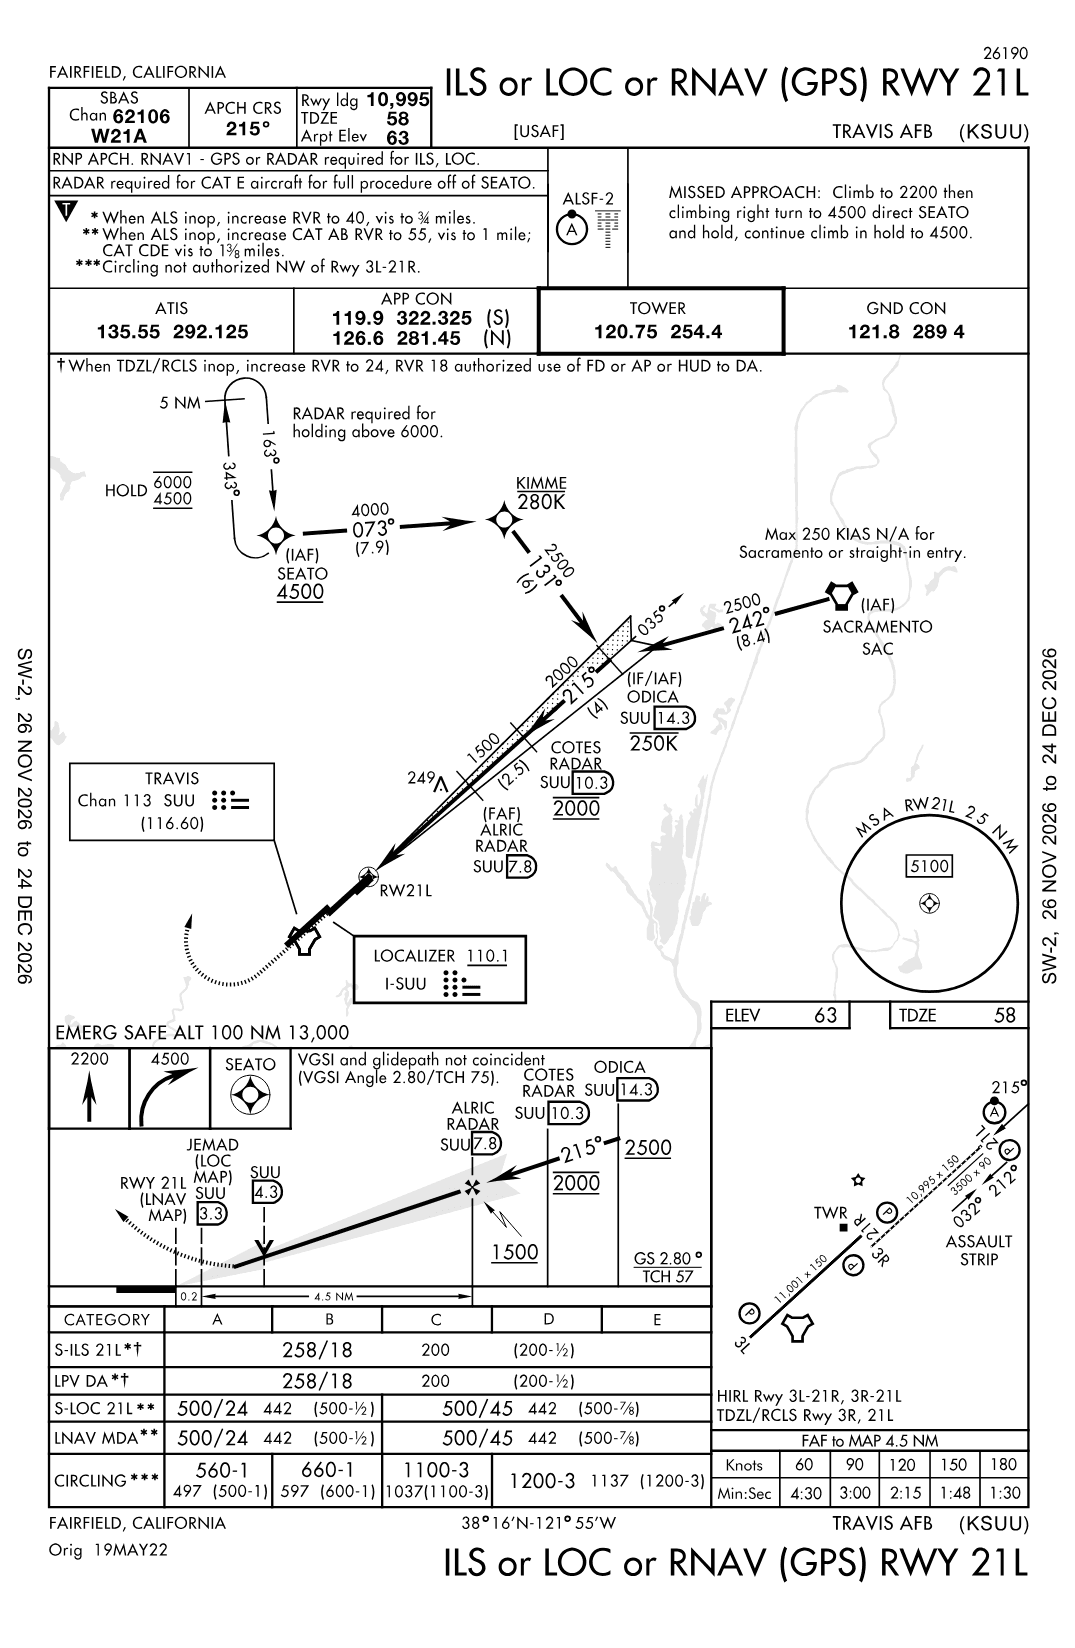 26190
FAIRFIELD, CALIFORNIA
ILS or LOC or RNAV (GPS) RWY 21L
[USAF]
TRAVIS AFB (KSUU)
SBAS
Chan 62106
W21A
APCH CRS
215°
Rwy ldg 10,995
TDZE 58
Arpt Elev 63
RNP APCH. RNAV1 - GPS or RADAR required for ILS, LOC.
RADAR required for CAT E aircraft for full procedure off of SEATO.
T
* When ALS inop, increase RVR to 40, vis to ¾ miles.
** When ALS inop, increase CAT AB RVR to 55, vis to 1 mile;
CAT CDE vis to 1⅜ miles.
***Circling not authorized NW of Rwy 3L-21R.
ALSF-2
A
MISSED APPROACH: Climb to 2200 then
climbing right turn to 4500 direct SEATO
and hold, continue climb in hold to 4500.
ATIS
135.55 292.125
APP CON
119.9 322.325 (S)
126.6 281.45 (N)
TOWER
120.75 254.4
GND CON
121.8 289 4
† When TDZL/RCLS inop, increase RVR to 24, RVR 18 authorized use of FD or AP or HUD to DA.
5 NM
RADAR required for
holding above 6000.
163°
343°
HOLD 6000
4500
(IAF)
SEATO
4500
4000
073°
(7.9)
KIMME
280K
2500
131°
(6)
Max 250 KIAS N/A for
Sacramento or straight-in entry.
2500
242°
(8.4)
(IAF)
SACRAMENTO
SAC
035°
2000
215°
(4)
(IF/IAF)
ODICA
SUU 14.3
250K
1500
(2.5)
COTES
RADAR
SUU 10.3
2000
249
(FAF)
ALRIC
RADAR
SUU 7.8
TRAVIS
Chan 113 SUU
(116.60)
RW21L
LOCALIZER 110.1
I-SUU
MSA RW21L 25 NM
5100
EMERG SAFE ALT 100 NM 13,000
SW-2, 26 NOV 2026 to 24 DEC 2026
SW-2, 26 NOV 2026 to 24 DEC 2026
2200
4500
SEATO
VGSI and glidepath not coincident
(VGSI Angle 2.80/TCH 75).
ODICA
SUU 14.3
COTES
RADAR
SUU 10.3
ALRIC
RADAR
SUU 7.8
JEMAD
(LOC
MAP)
SUU
3.3
RWY 21L
(LNAV
MAP)
SUU
4.3
215°
2500
2000
1500
GS 2.80°
TCH 57
0.2
4.5 NM
ELEV 63
TDZE 58
215°
A
21L
P
10,995 x 150
3500 x 90
212°
032°
ASSAULT
STRIP
TWR
P
21R
3R
P
11,001 x 150
P
3L
HIRL Rwy 3L-21R, 3R-21L
TDZL/RCLS Rwy 3R, 21L
FAF to MAP 4.5 NM
Knots 60 90 120 150 180
Min:Sec 4:30 3:00 2:15 1:48 1:30
CATEGORY A B C D E
S-ILS 21L*† 258/18 200 (200-½)
LPV DA*† 258/18 200 (200-½)
S-LOC 21L** 500/24 442 (500-½) 500/45 442 (500-⅞)
LNAV MDA** 500/24 442 (500-½) 500/45 442 (500-⅞)
CIRCLING*** 560-1 660-1 1100-3 1200-3 1137 (1200-3)
497 (500-1) 597 (600-1) 1037(1100-3)
FAIRFIELD, CALIFORNIA
38°16'N-121°55'W
TRAVIS AFB (KSUU)
Orig 19MAY22
ILS or LOC or RNAV (GPS) RWY 21L